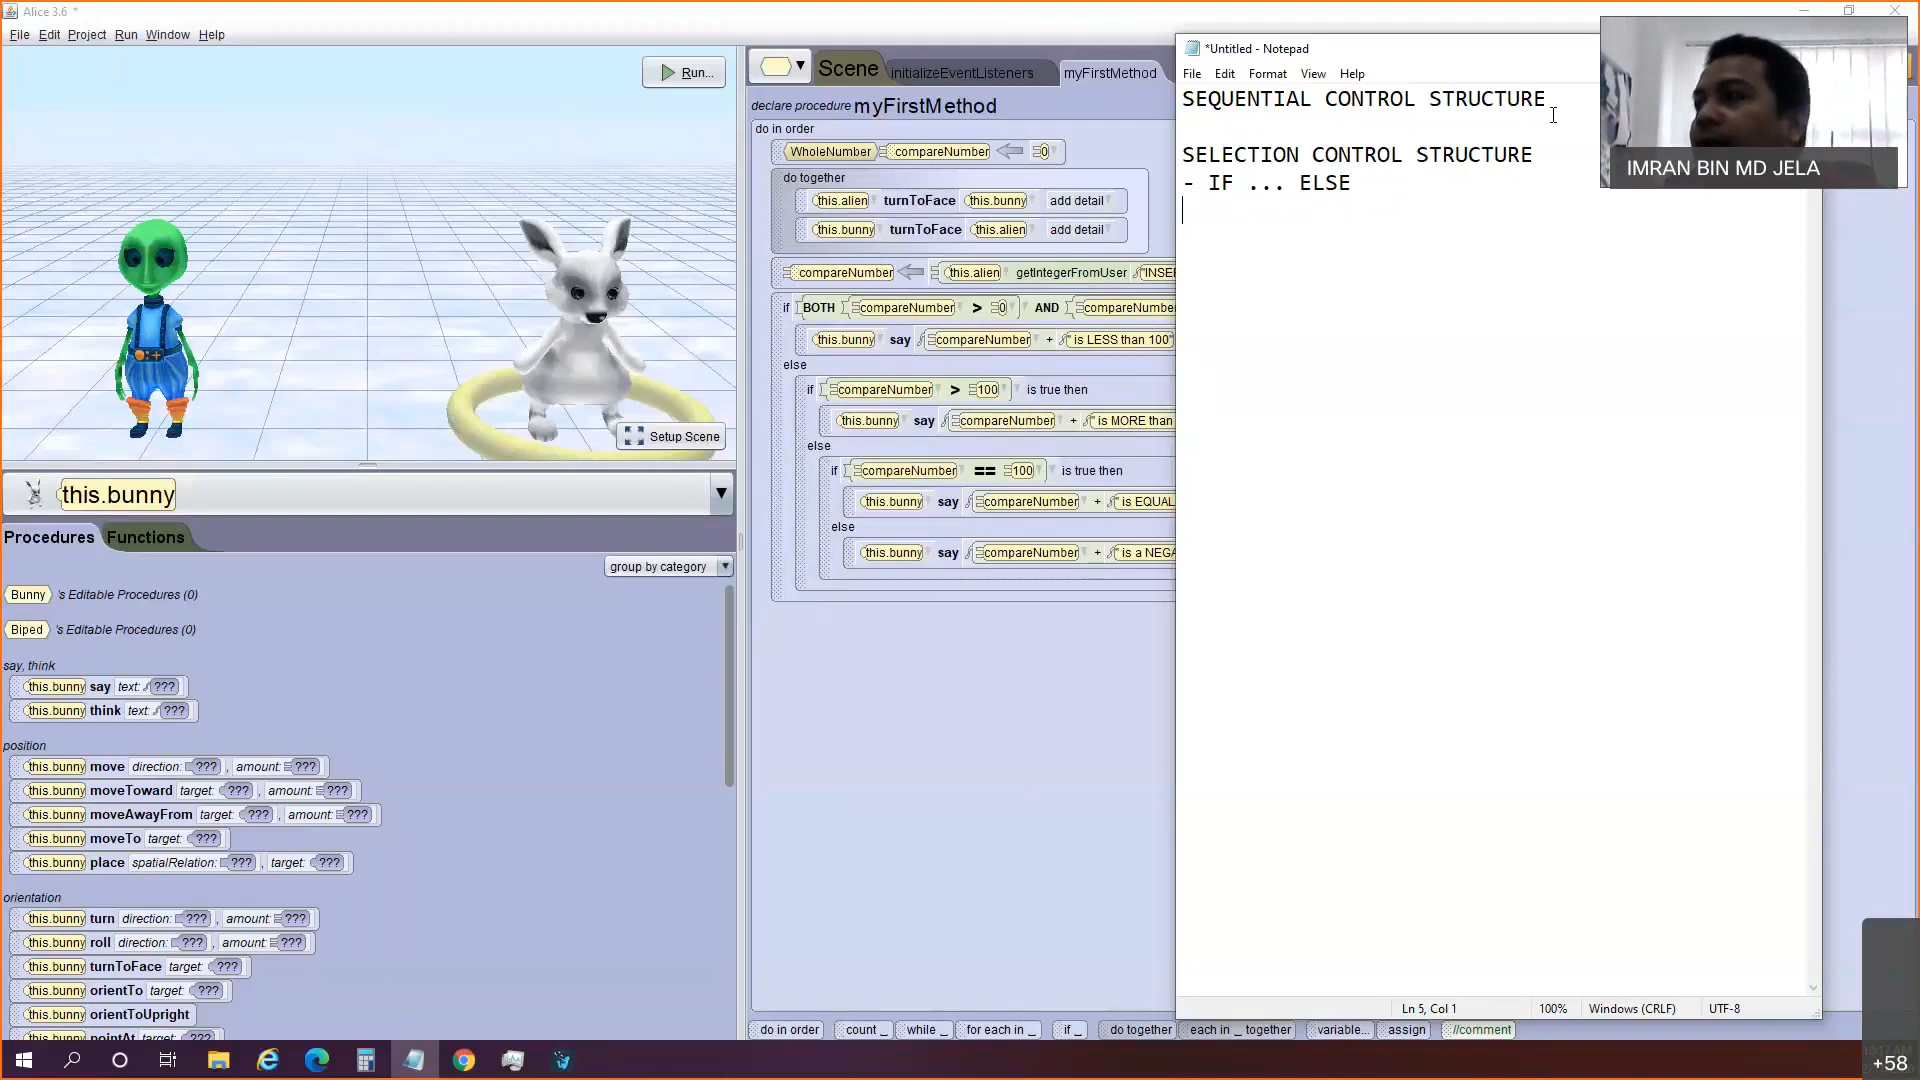 Alice 3.6 *
File Edit Project Run Window Help
Run...
Setup Scene
this.bunny
Procedures Functions
group by category
Bunny 's Editable Procedures (0)
Biped 's Editable Procedures (0)
say, think
this.bunny say text: ???
this.bunny think text: ???
position
this.bunny move direction: ??? , amount: ???
this.bunny moveToward target: ??? , amount: ???
this.bunny moveAwayFrom target: ??? , amount: ???
this.bunny moveTo target: ???
this.bunny place spatialRelation: ??? , target: ???
orientation
this.bunny turn direction: ??? , amount: ???
this.bunny roll direction: ??? , amount: ???
this.bunny turnToFace target: ???
this.bunny orientTo target: ???
this.bunny orientToUpright
this.bunny pointAt target: ???
Scene initializeEventListeners myFirstMethod
declare procedure myFirstMethod
do in order
WholeNumber compareNumber 0
do together
this.alien turnToFace this.bunny add detail
this.bunny turnToFace this.alien add detail
compareNumber this.alien getIntegerFromUser "INSER
if BOTH compareNumber > 0 AND compareNumber
this.bunny say compareNumber + " is LESS than 100"
else
if compareNumber > 100 is true then
this.bunny say compareNumber + " is MORE than
else
if compareNumber == 100 is true then
this.bunny say compareNumber + " is EQUAL
else
this.bunny say compareNumber + " is a NEGA
do in order count _ while _ for each in _ if _ do together each in _ together variable... assign //comment
*Untitled - Notepad
File Edit Format View Help
SEQUENTIAL CONTROL STRUCTURE
SELECTION CONTROL STRUCTURE
- IF ... ELSE
Ln 5, Col 1 100% Windows (CRLF) UTF-8
IMRAN BIN MD JELA
+58